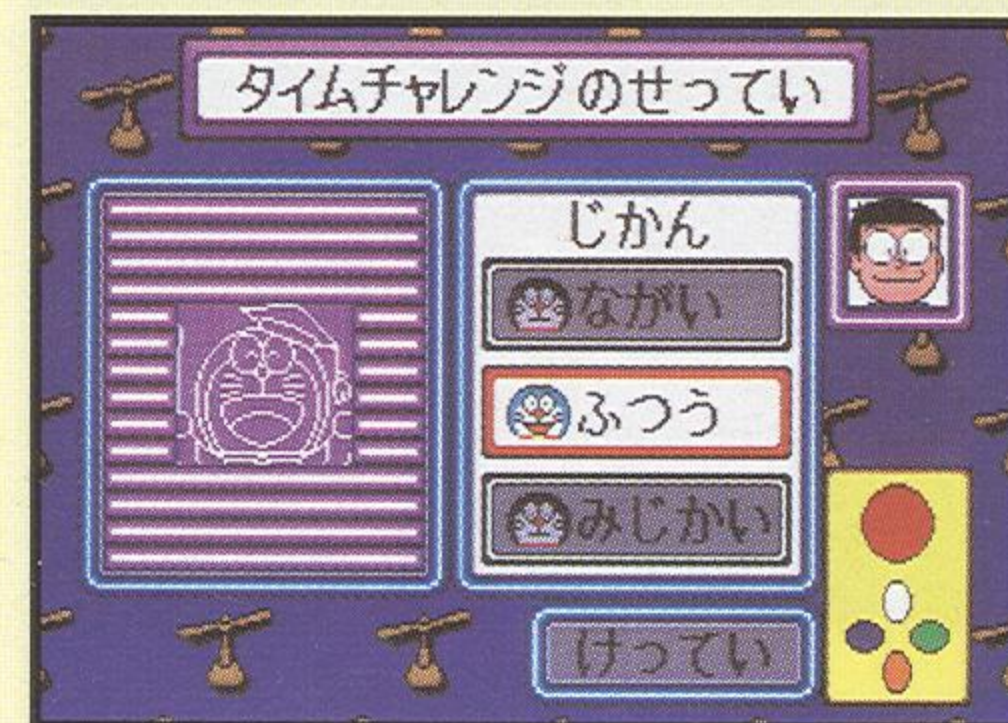 タイムチャレンジのせってい
じかん
ながい
ふつう
みじかい
けってい